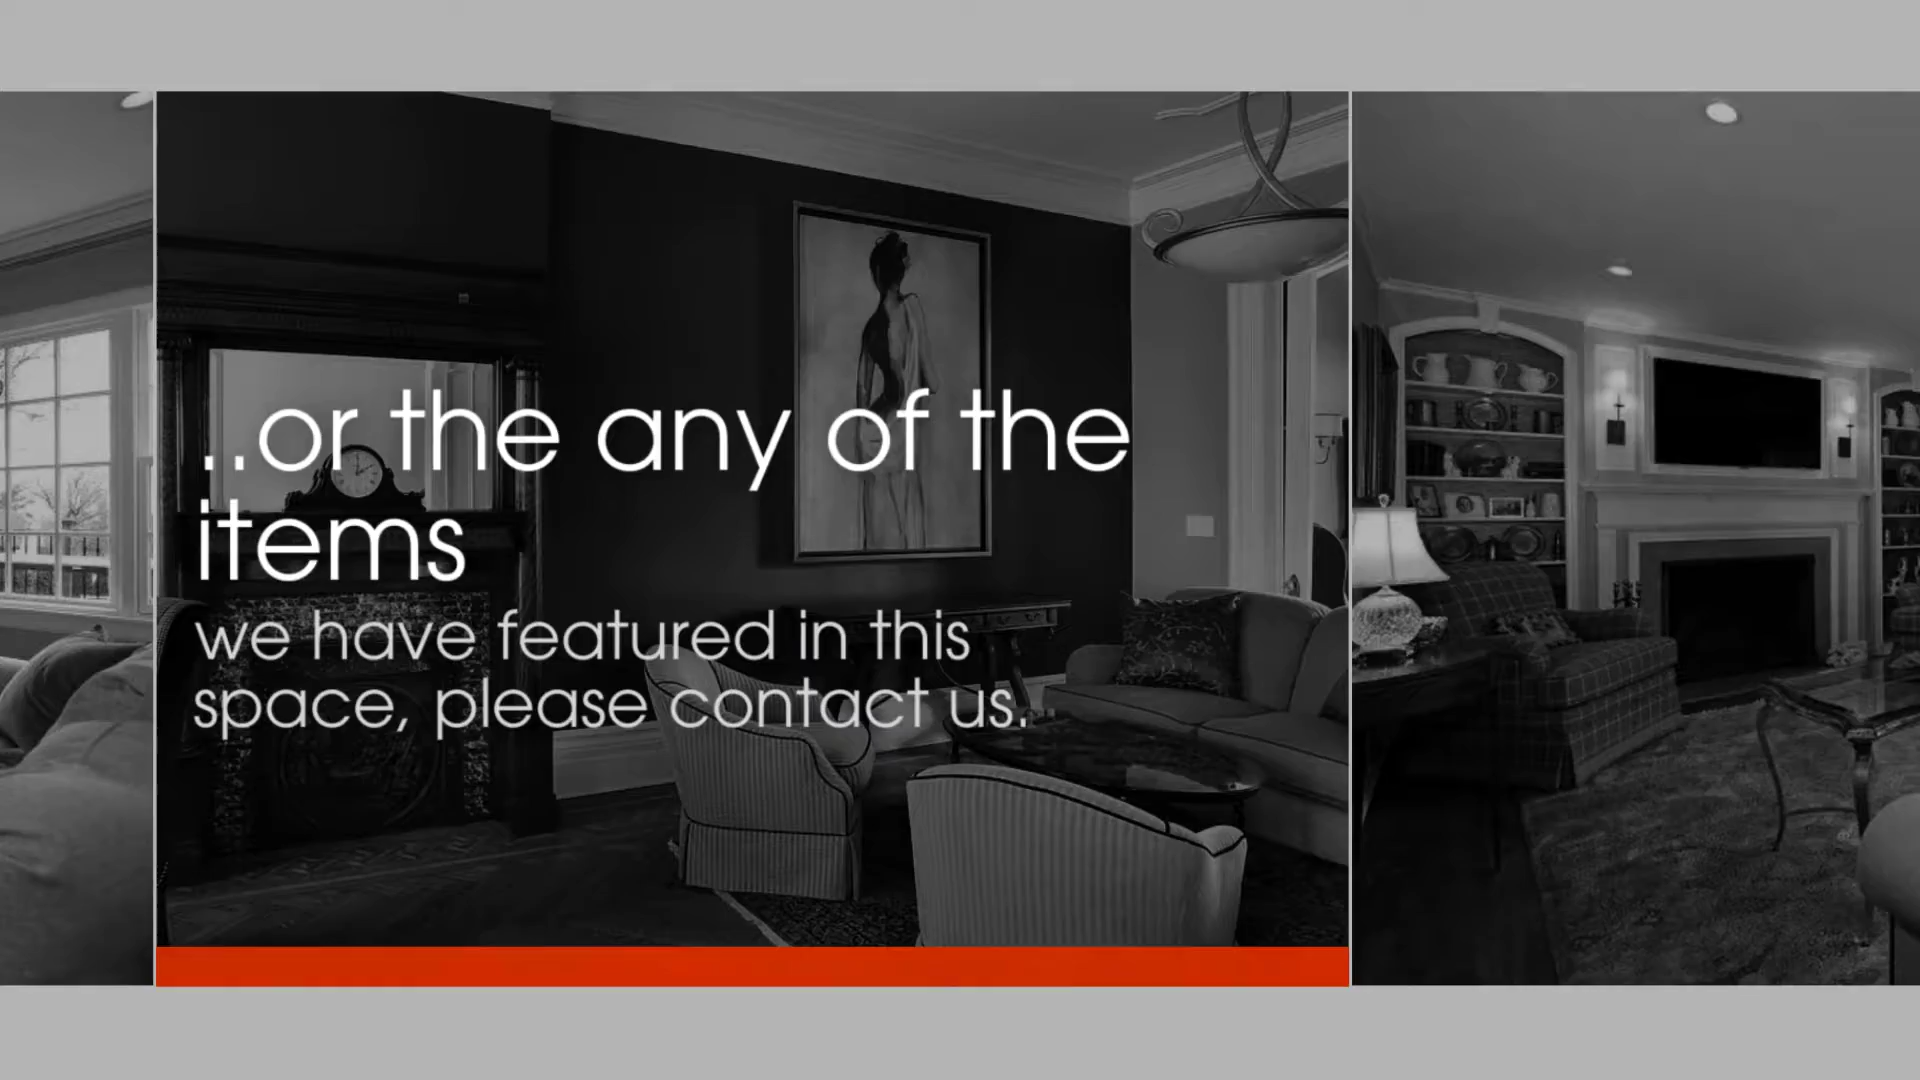 ..or the any of the
items
we have featured in this
space, please contact us.